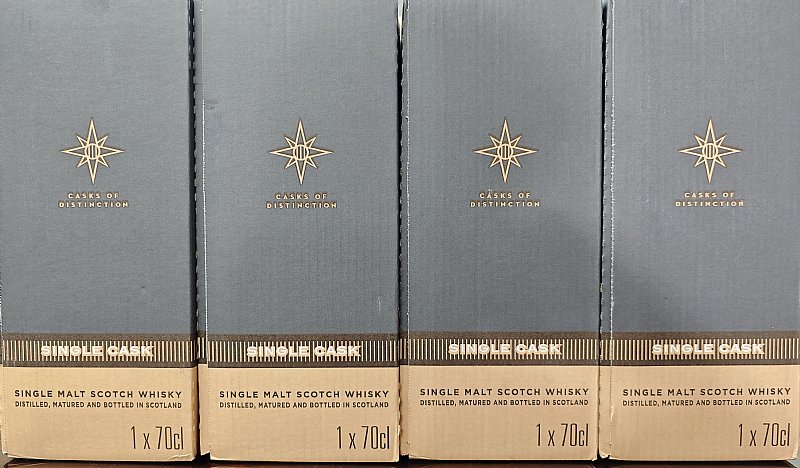 CASKS OF
DISTINCTION
SINGLE CASK
SINGLE MALT SCOTCH WHISKY
DISTILLED, MATURED AND BOTTLED IN SCOTLAND
1 x 70cl
CASKS OF
DISTINCTION
SINGLE CASK
SINGLE MALT SCOTCH WHISKY
DISTILLED, MATURED AND BOTTLED IN SCOTLAND
1 x 70cl
CASKS OF
DISTINCTION
SINGLE CASK
SINGLE MALT SCOTCH WHISKY
DISTILLED, MATURED AND BOTTLED IN SCOTLAND
1 x 70cl
CASKS OF
DISTINCTION
SINGLE CASK
SINGLE MALT SCOTCH WHISKY
DISTILLED, MATURED AND BOTTLED IN SCOTLAND
1 x 70cl